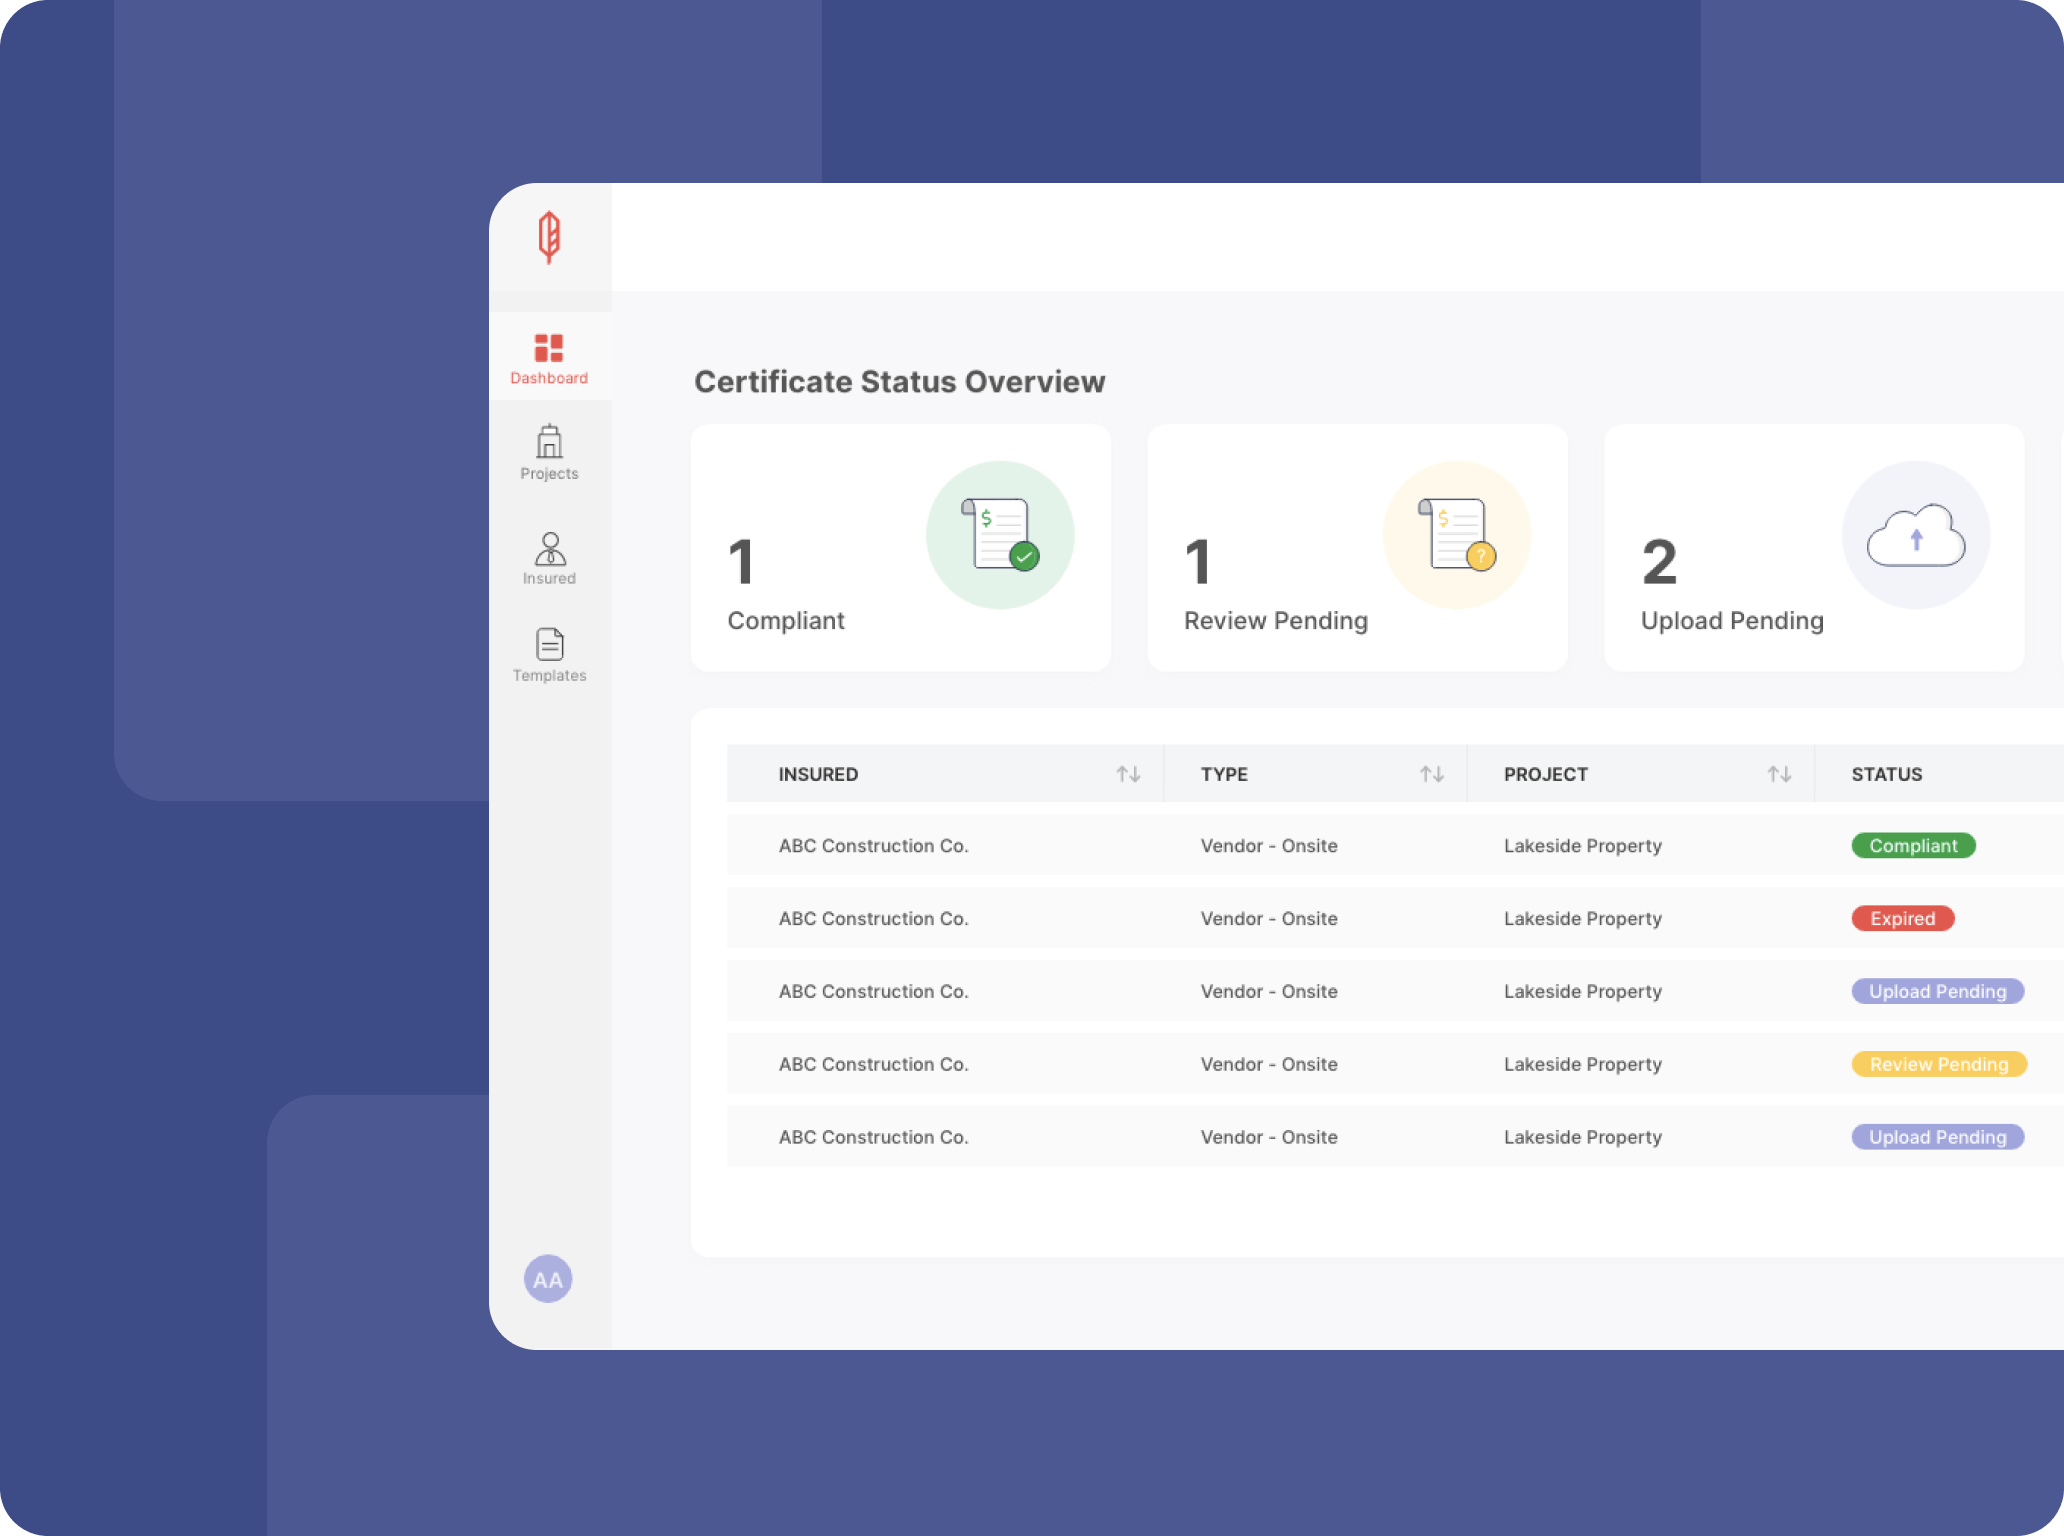 Dashboard
Projects
Insured
Templates
AA
Certificate Status Overview
1
Compliant
$
1
Review Pending
$
?
2
Upload Pending
INSURED TYPE PROJECT STATUS
ABC Construction Co. Vendor - Onsite Lakeside Property Compliant
ABC Construction Co. Vendor - Onsite Lakeside Property Expired
ABC Construction Co. Vendor - Onsite Lakeside Property Upload Pending
ABC Construction Co. Vendor - Onsite Lakeside Property Review Pending
ABC Construction Co. Vendor - Onsite Lakeside Property Upload Pending